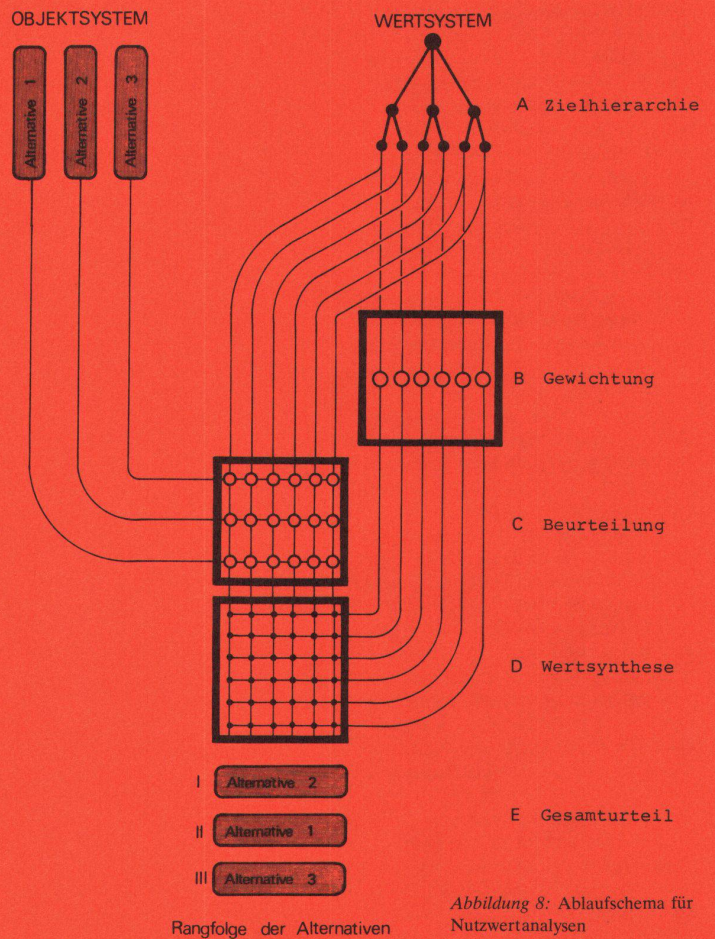 OBJEKTSYSTEM
WERTSYSTEM
Alternative 1
Alternative 2
Alternative 3
A Zielhierarchie
B Gewichtung
C Beurteilung
D Wertsynthese
I Alternative 2
II Alternative 1
III Alternative 3
E Gesamturteil
Rangfolge der Alternativen
Abbildung 8: Ablaufschema für
Nutzwertanalysen